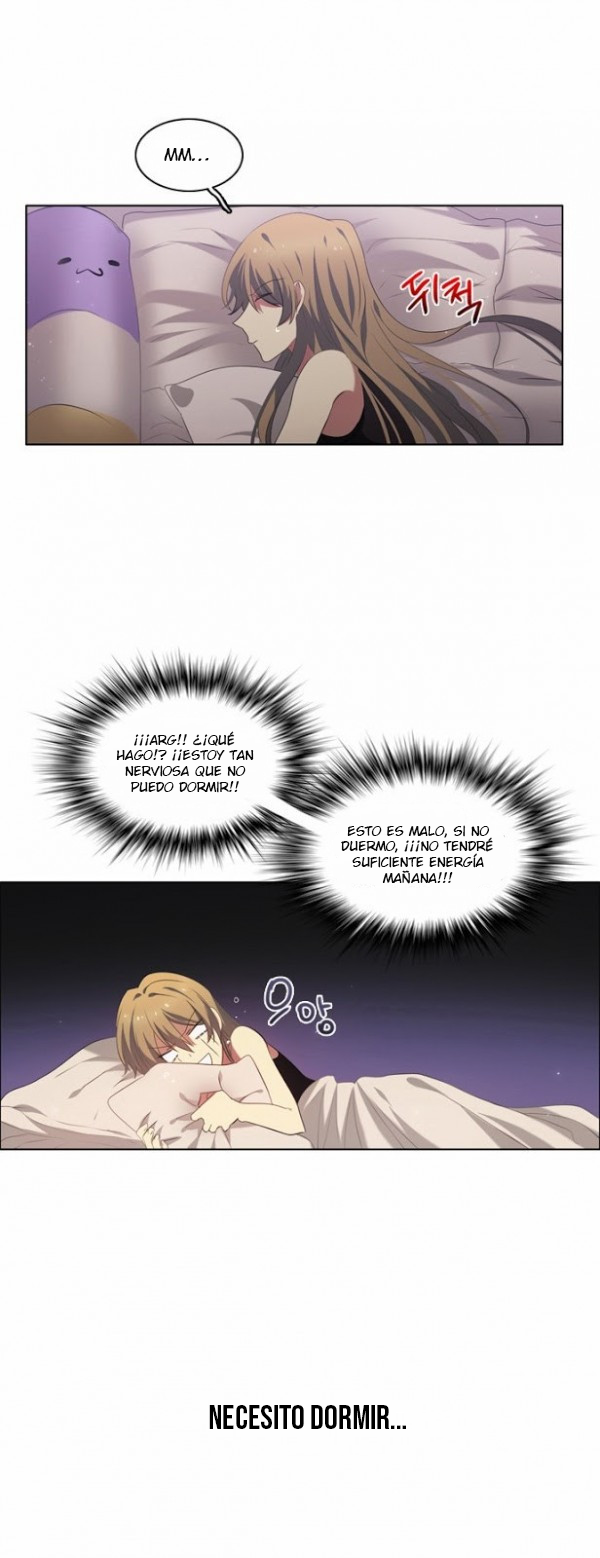 MM...
뒤척
¡¡¡ARG!! ¿¡QUÉ
HAGO!? ¡¡ESTOY TAN
NERVIOSA QUE NO
PUEDO DORMIR!!
ESTO ES MALO, SI NO
DUERMO, ¡¡¡NO TENDRÉ
SUFICIENTE ENERGÍA
MAÑANA!!!
으앙
NECESITO DORMIR...